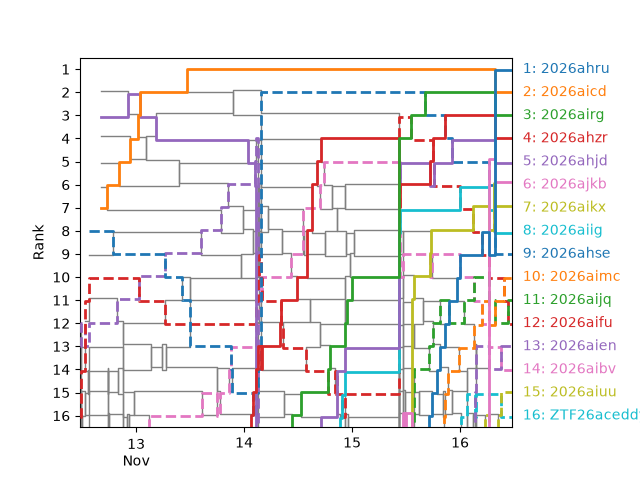 1
2
3
4
5
6
7
8
9
10
11
12
13
14
15
16
Rank
13
14
15
16
Nov
1: 2026ahru
2: 2026aicd
3: 2026airg
4: 2026ahzr
5: 2026ahjd
6: 2026ajkb
7: 2026aikx
8: 2026aiig
9: 2026ahse
10: 2026aimc
11: 2026aijq
12: 2026aifu
13: 2026aien
14: 2026aibv
15: 2026aiuu